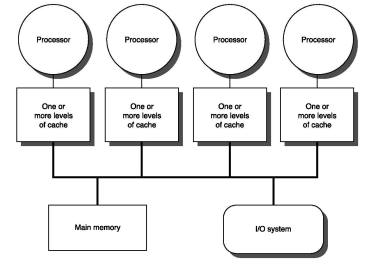 Processor
Processor
Processor
Processor
One or
more levels
of cache
One or
more levels
of cache
One or
more levels
of cache
One or
more levels
of cache
Main memory
I/O system